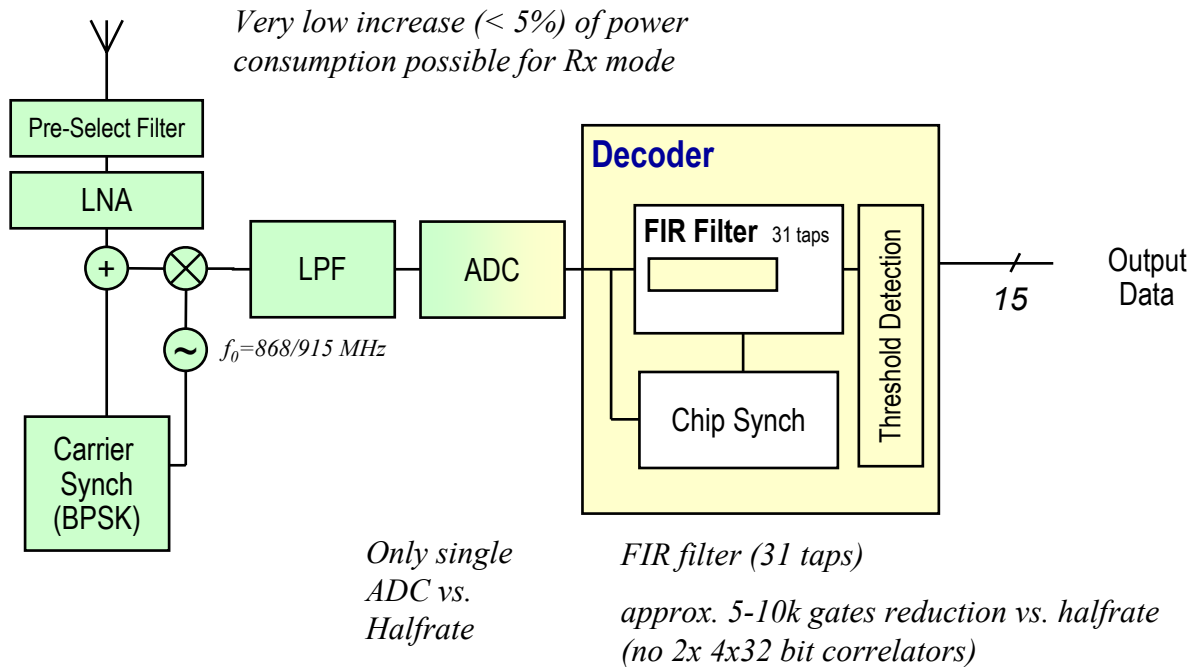 Very low increase (< 5%) of power
consumption possible for Rx mode
Pre-Select Filter
LNA
+
~
f₀=868/915 MHz
Carrier
Synch
(BPSK)
LPF
ADC
Decoder
FIR Filter 31 taps
Chip Synch
Threshold Detection
15
Output
Data
Only single
ADC vs.
Halfrate
FIR filter (31 taps)
approx. 5-10k gates reduction vs. halfrate
(no 2x 4x32 bit correlators)